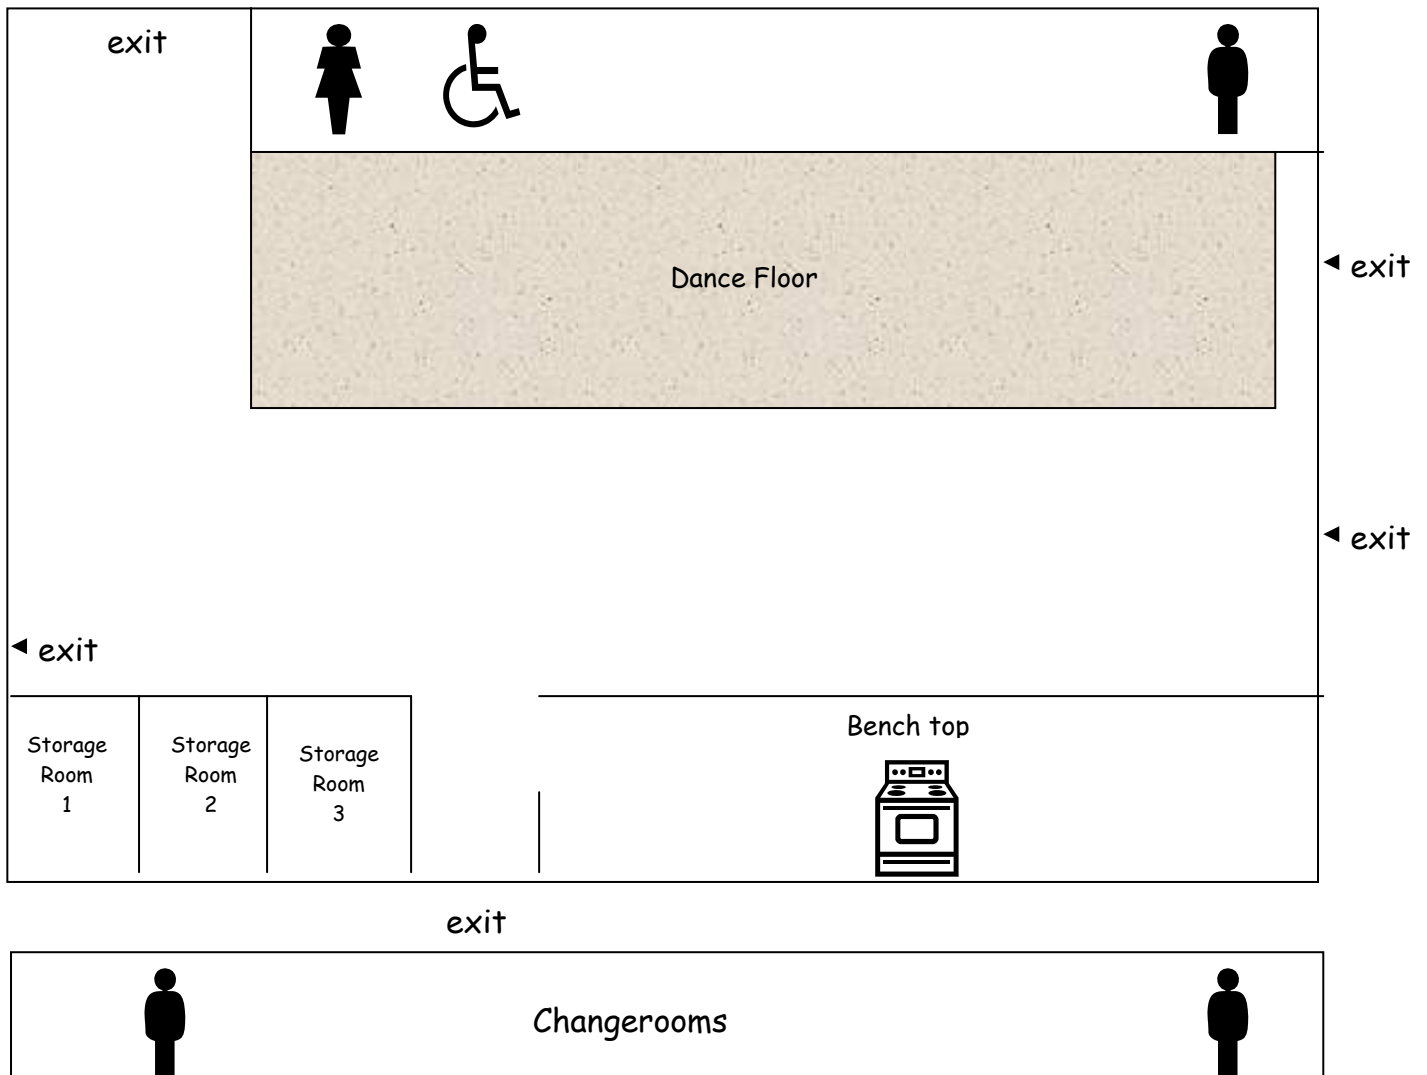 exit
Dance Floor
exit
exit
exit
Bench top
Storage
Room
1
Storage
Room
2
Storage
Room
3
exit
Changerooms